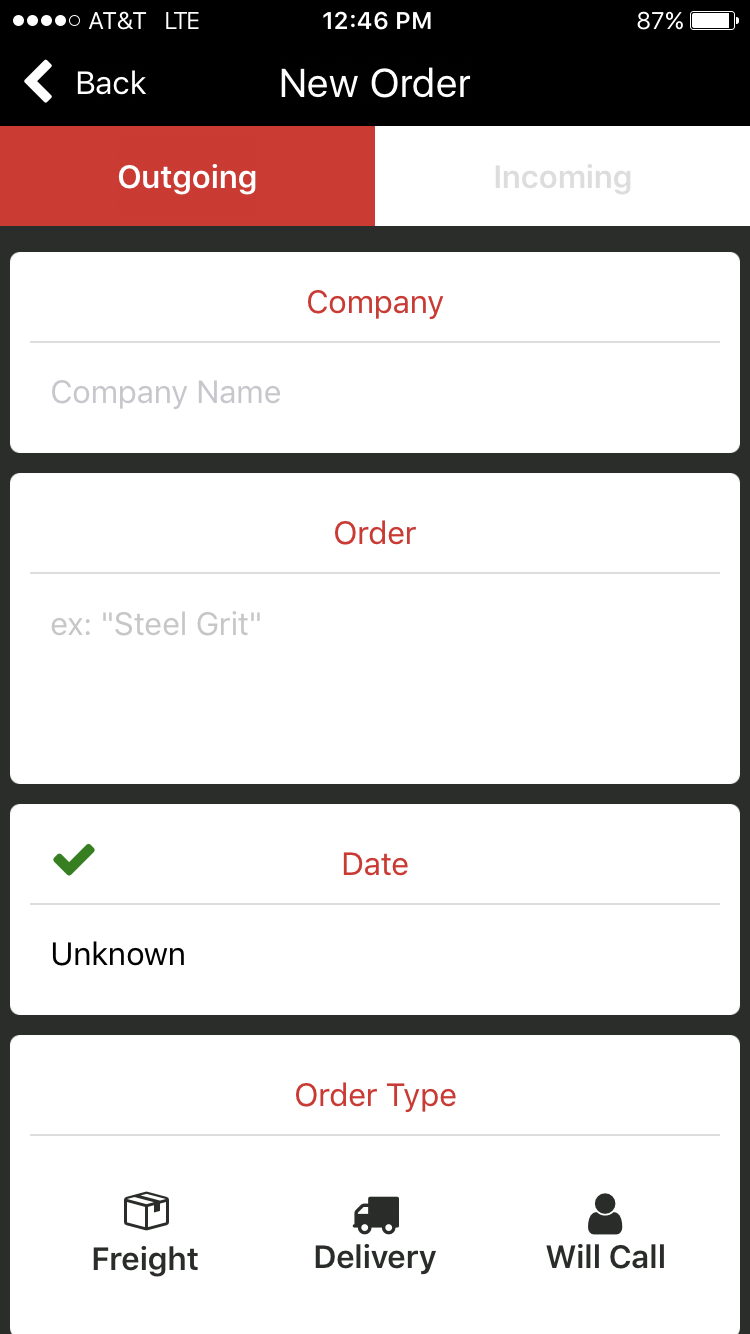 AT&T LTE 12:46 PM 87%
Back New Order
Outgoing Incoming
Company
Company Name
Order
ex: "Steel Grit"
Date
Unknown
Order Type
Freight Delivery Will Call